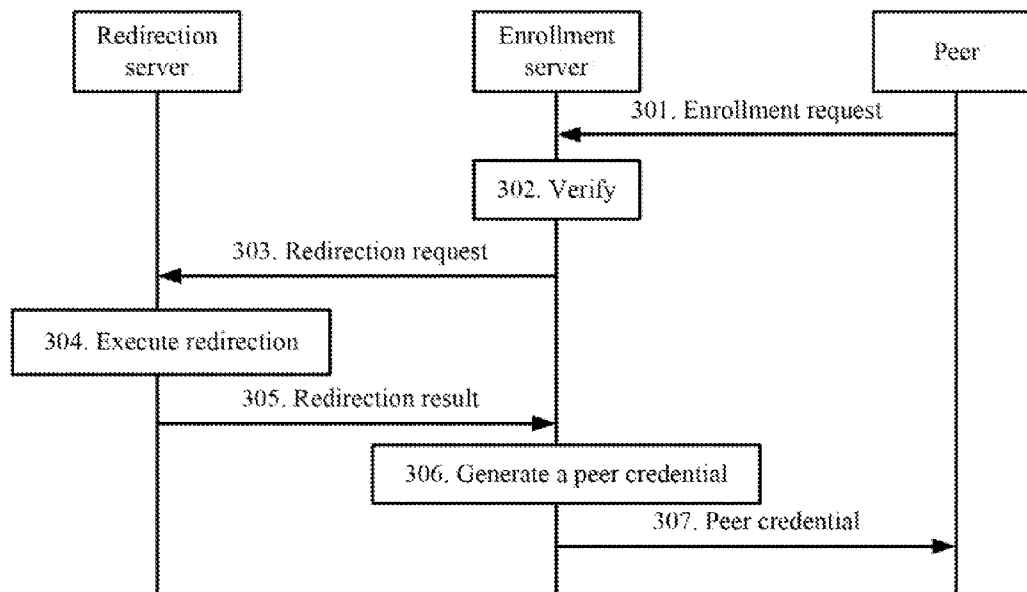 Redirection
server
Enrollment
server
Peer
301. Enrollment request
302. Verify
303. Redirection request
304. Execute redirection
305. Redirection result
306. Generate a peer credential
307. Peer credential